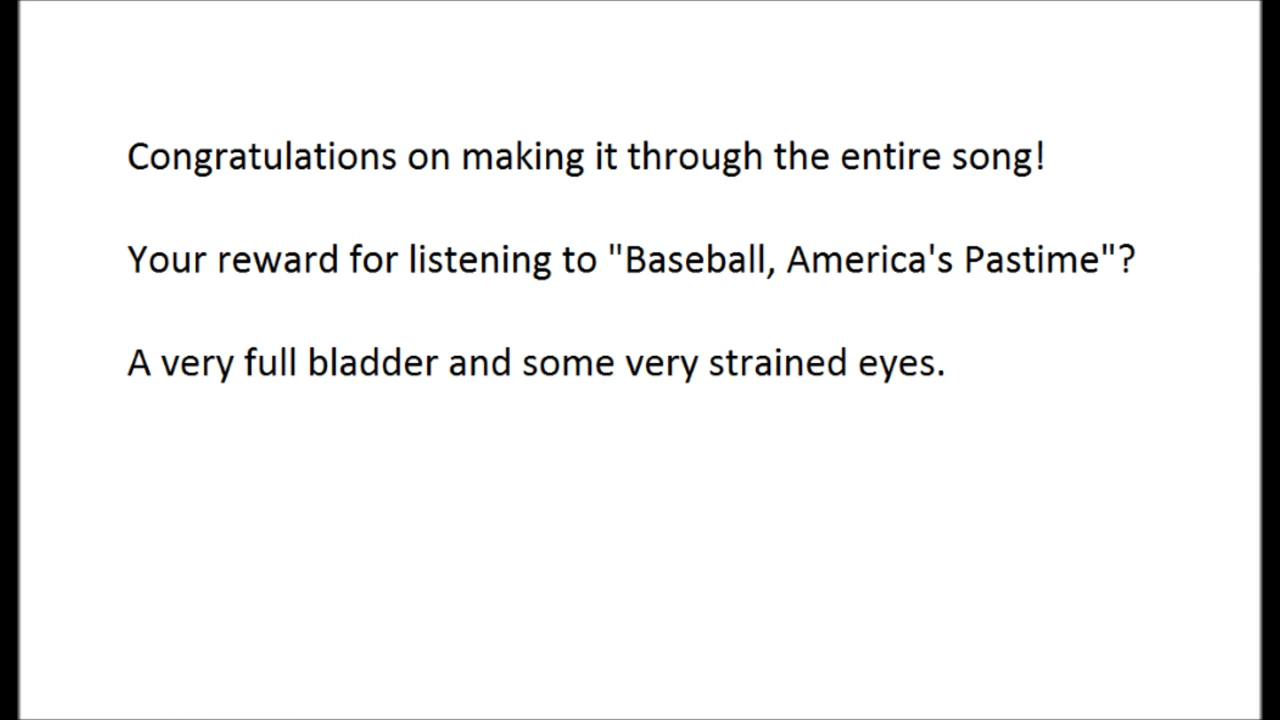 Congratulations on making it through the entire song!
Your reward for listening to "Baseball, America's Pastime"?
A very full bladder and some very strained eyes.